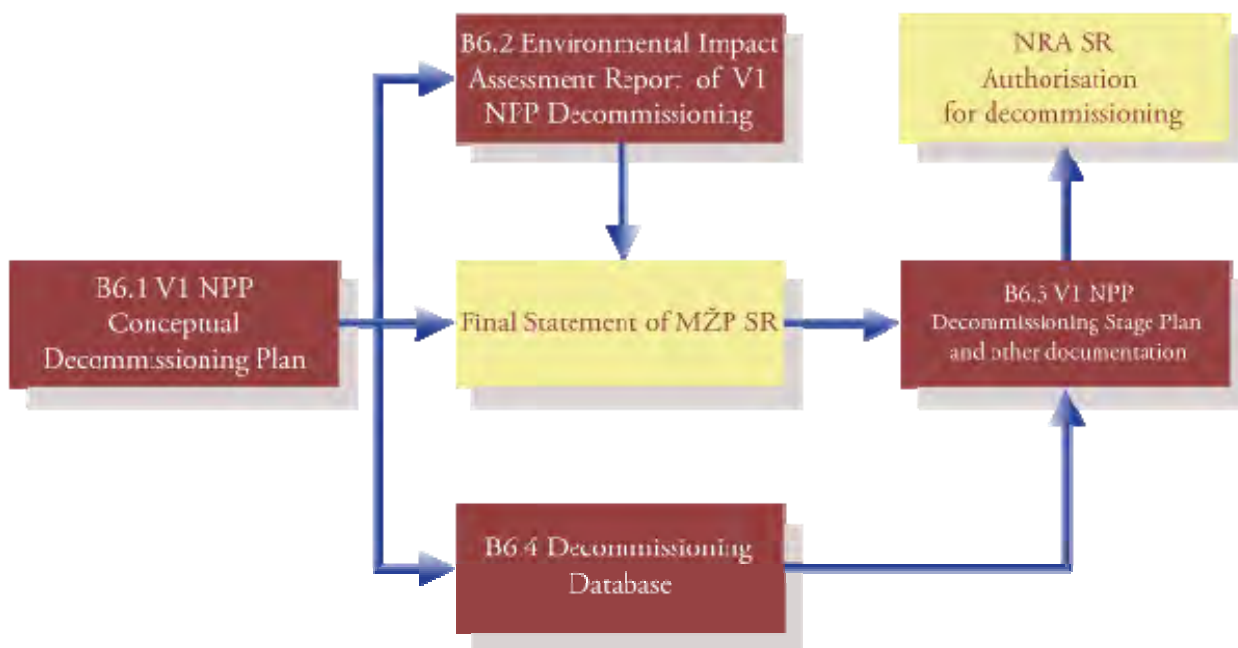 B6.2 Environmental Impact
Assessment Report of V1
NPP Decommissioning
NRA SR
Authorisation
for decommissioning
B6.1 V1 NPP
Conceptual
Decommissioning Plan
Final Statement of MŽP SR
B6.3 V1 NPP
Decommissioning Stage Plan
and other documentation
B6.4 Decommissioning
Database